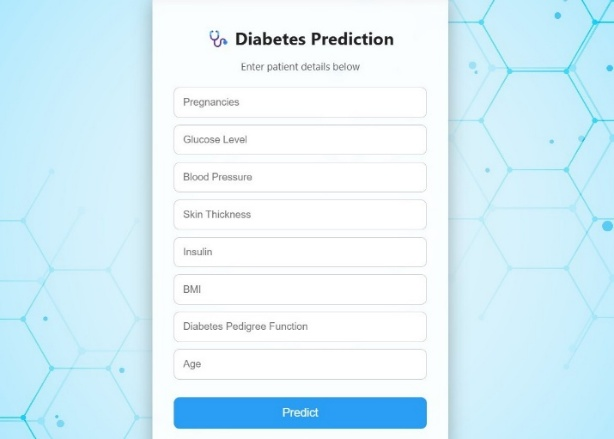 Diabetes Prediction
Enter patient details below
Pregnancies
Glucose Level
Blood Pressure
Skin Thickness
Insulin
BMI
Diabetes Pedigree Function
Age
Predict